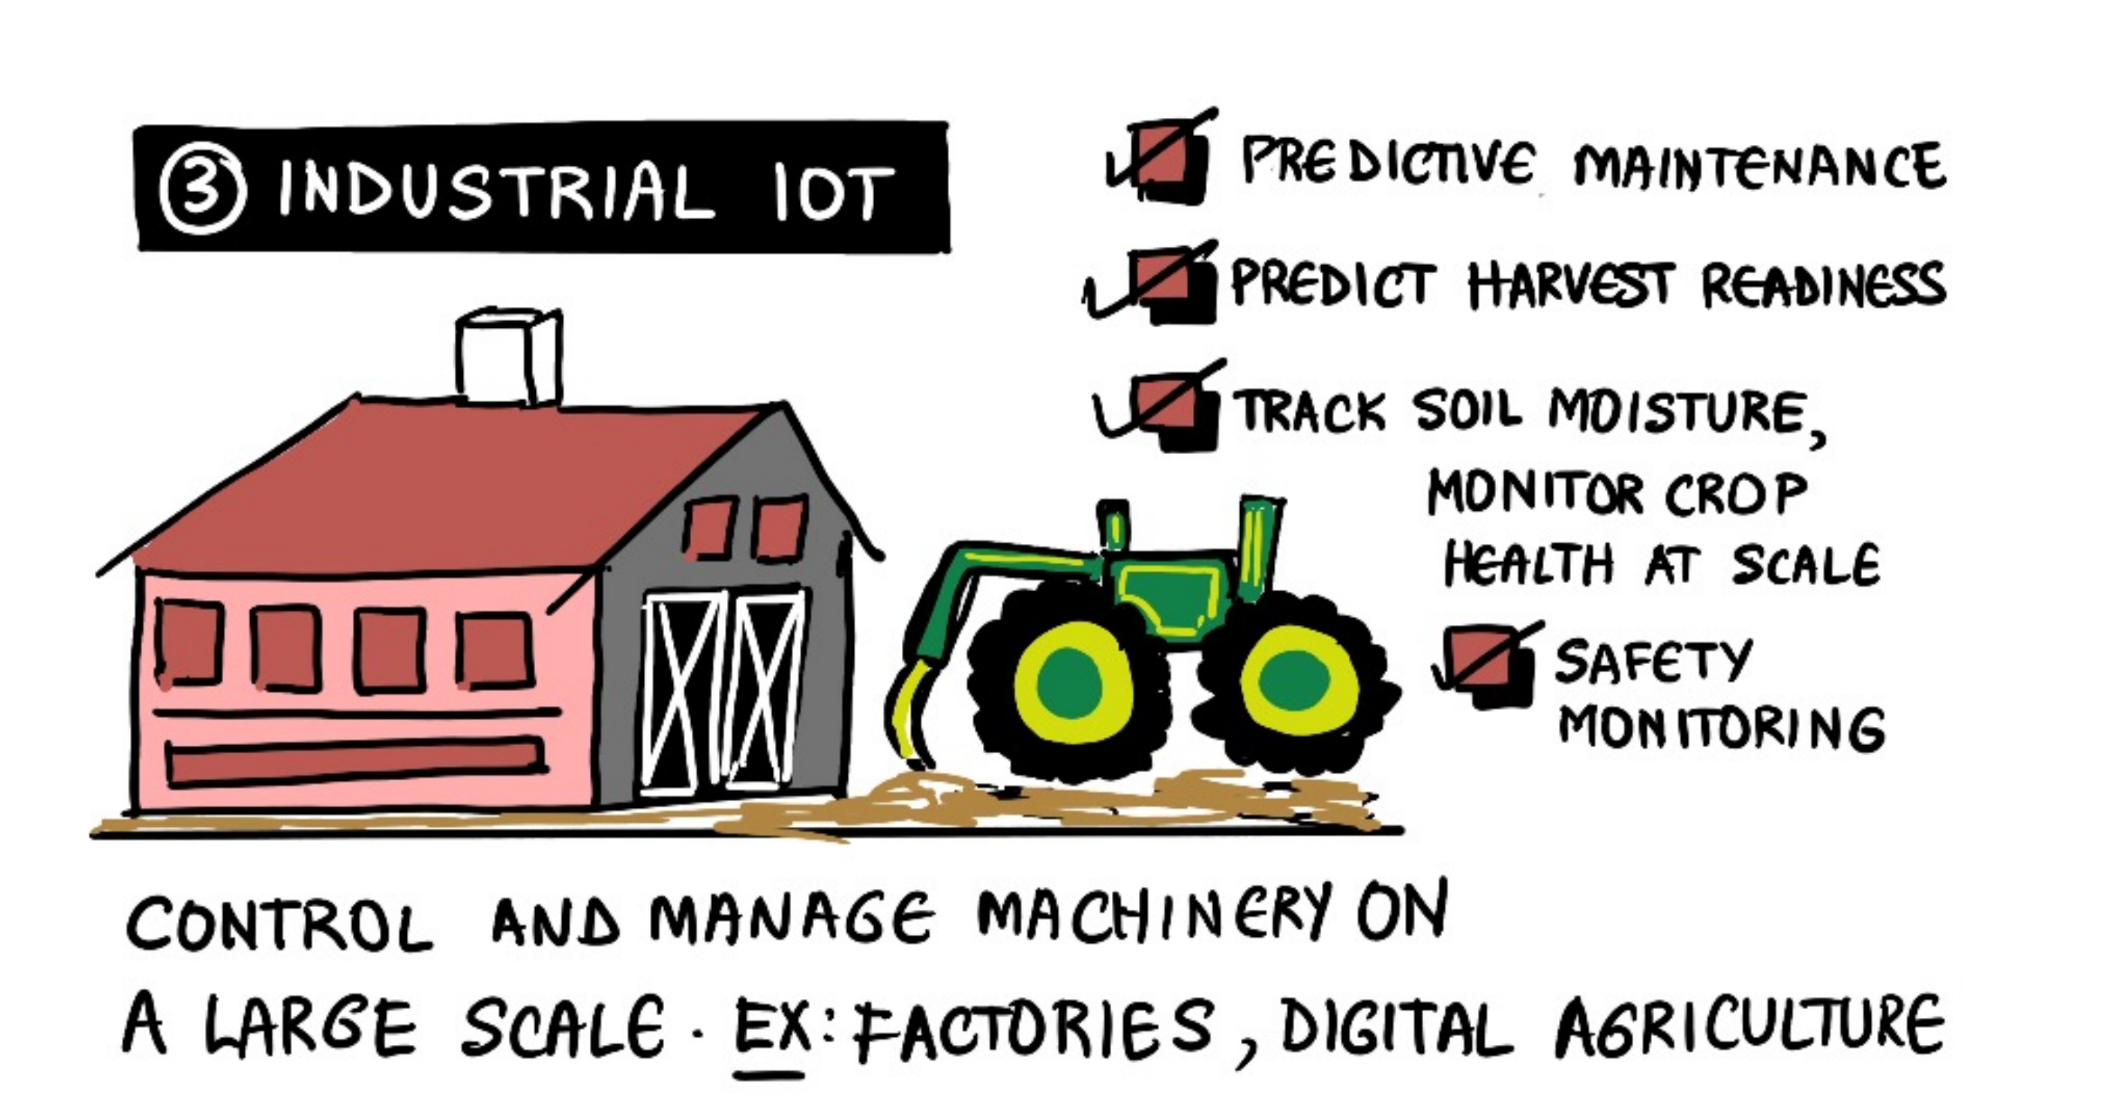 ③ INDUSTRIAL IOT
PREDICTIVE MAINTENANCE
PREDICT HARVEST READINESS
TRACK SOIL MOISTURE,
MONITOR CROP
HEALTH AT SCALE
SAFETY
MONITORING
CONTROL AND MANAGE MACHINERY ON
A LARGE SCALE. EX: FACTORIES, DIGITAL AGRICULTURE